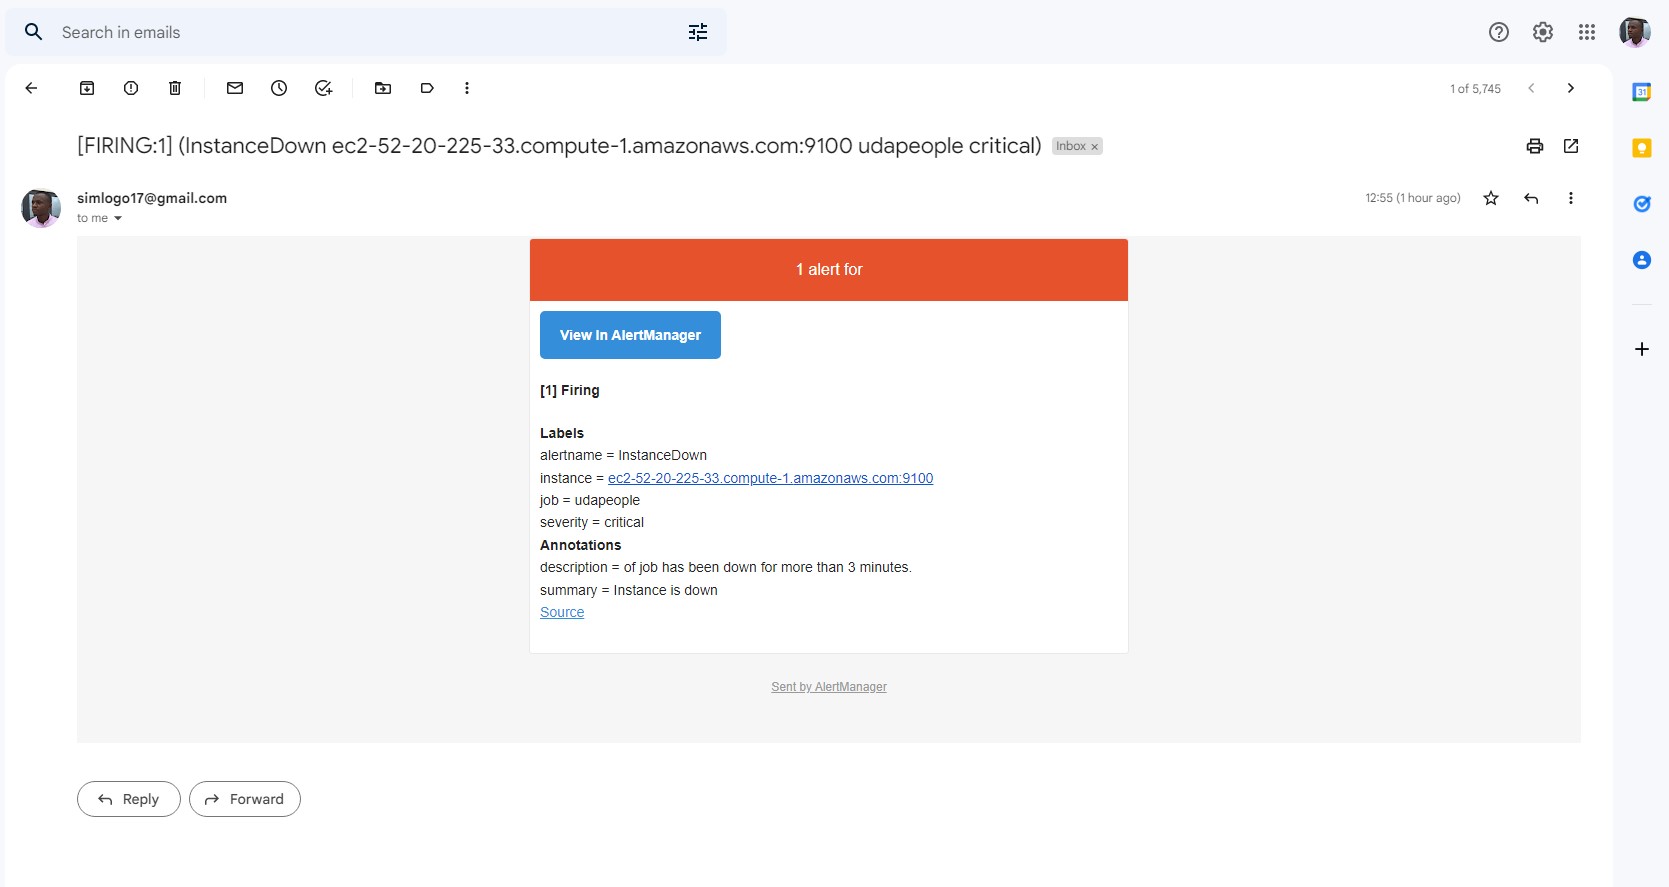 Search in emails
1 of 5,745
[FIRING:1] (InstanceDown ec2-52-20-225-33.compute-1.amazonaws.com:9100 udapeople critical) Inbox ×
simlogo17@gmail.com
12:55 (1 hour ago)
to me
31
1 alert for
View In AlertManager
[1] Firing
Labels
alertname = InstanceDown
instance = ec2-52-20-225-33.compute-1.amazonaws.com:9100
job = udapeople
severity = critical
Annotations
description = of job has been down for more than 3 minutes.
summary = Instance is down
Source
Sent by AlertManager
Reply
Forward